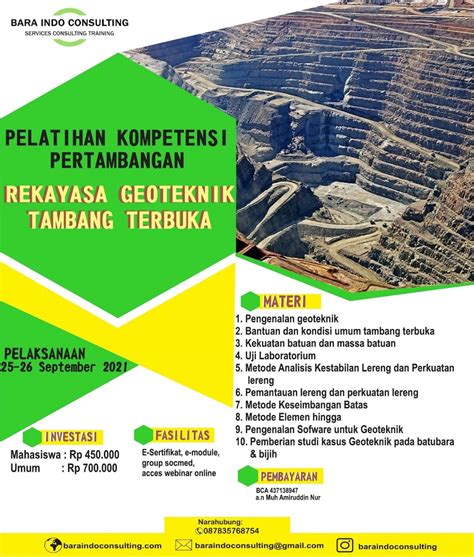 BARA INDO CONSULTING
SERVICES CONSULTING TRAINING
PELATIHAN KOMPETENSI
PERTAMBANGAN
REKAYASA GEOTEKNIK
TAMBANG TERBUKA
PELAKSANAAN
25-26 September 2021
MATERI
1. Pengenalan geoteknik
2. Bantuan dan kondisi umum tambang terbuka
3. Kekuatan batuan dan massa batuan
4. Uji Laboratorium
5. Metode Analisis Kestabilan Lereng dan Perkuatan
lereng
6. Pemantauan lereng dan perkuatan lereng
7. Metode Keseimbangan Batas
8. Metode Elemen hingga
9. Pengenalan Sofware untuk Geoteknik
10. Pemberian studi kasus Geoteknik pada batubara
& bijih
INVESTASI
Mahasiswa : Rp 450.000
Umum : Rp 700.000
FASILITAS
E-Sertifikat, e-module,
group socmed,
acces webinar online
PEMBAYARAN
BCA 437138947
a.n Muh Amiruddin Nur
Narahubung:
087835768754
baraindoconsulting.com
baraindoconsulting@gmail.com
baraindoconsulting